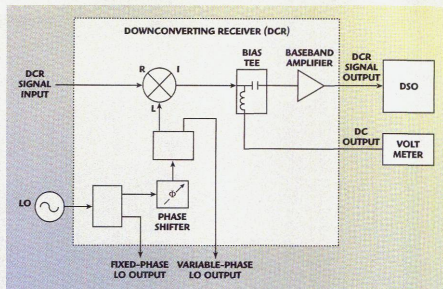 DOWNCONVERTING RECEIVER (DCR)
DCR
SIGNAL
INPUT
R
I
L
BIAS
TEE
BASEBAND
AMPLIFIER
DCR
SIGNAL
OUTPUT
DSO
DC
OUTPUT
VOLT
METER
LO
Φ
PHASE
SHIFTER
FIXED-PHASE
LO OUTPUT
VARIABLE-PHASE
LO OUTPUT